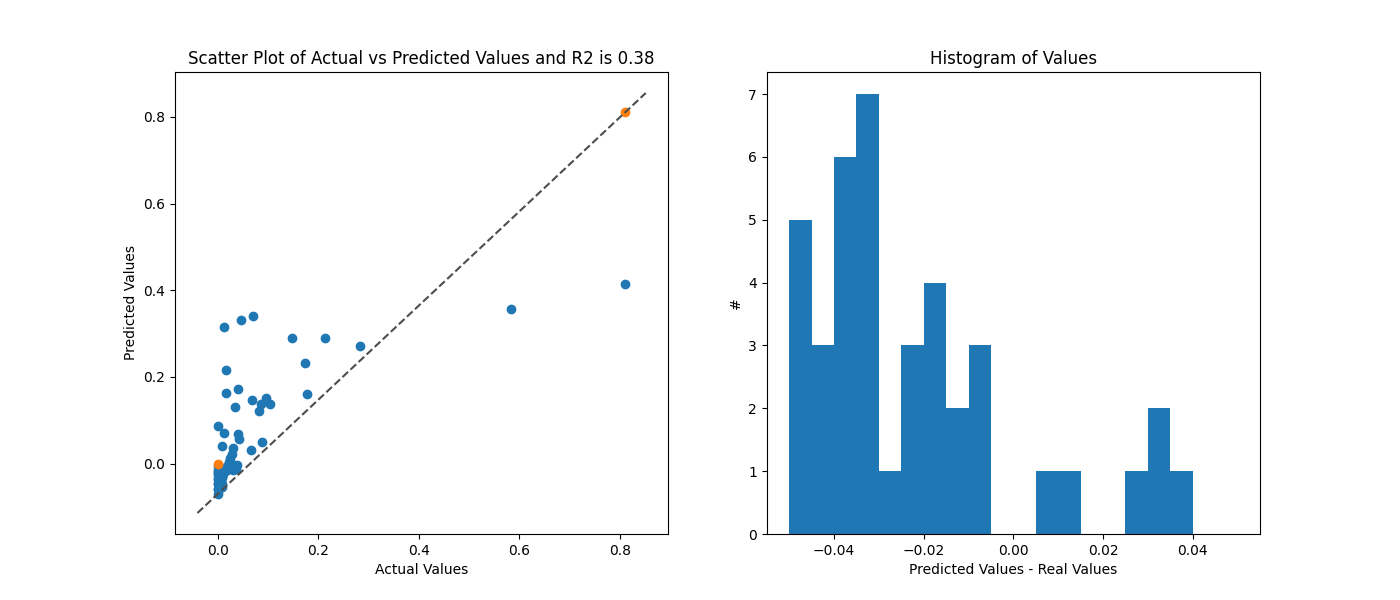 Scatter Plot of Actual vs Predicted Values and R2 is 0.38
0.8
0.6
0.4
0.2
0.0
Predicted Values
0.0 0.2 0.4 0.6 0.8
Actual Values
Histogram of Values
7
6
5
4
3
2
1
0
#
−0.04 −0.02 0.00 0.02 0.04
Predicted Values - Real Values